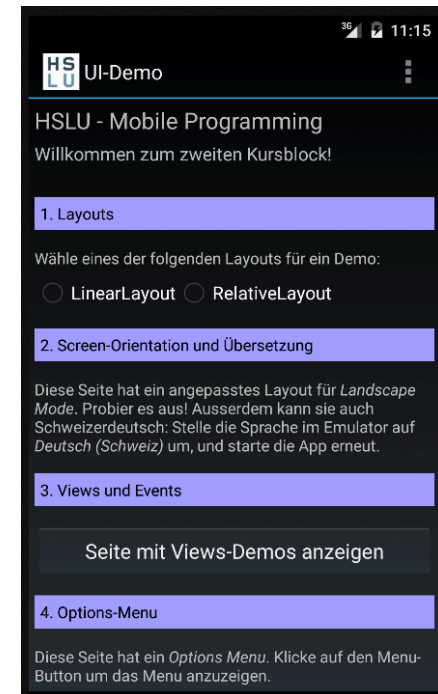 3G 11:15
HS
LU UI-Demo
HSLU - Mobile Programming
Willkommen zum zweiten Kursblock!
1. Layouts
Wähle eines der folgenden Layouts für ein Demo:
LinearLayout RelativeLayout
2. Screen-Orientation und Übersetzung
Diese Seite hat ein angepasstes Layout für Landscape
Mode. Probier es aus! Ausserdem kann sie auch
Schweizerdeutsch: Stelle die Sprache im Emulator auf
Deutsch (Schweiz) um, und starte die App erneut.
3. Views und Events
Seite mit Views-Demos anzeigen
4. Options-Menu
Diese Seite hat ein Options Menu. Klicke auf den Menu-
Button um das Menu anzuzeigen.